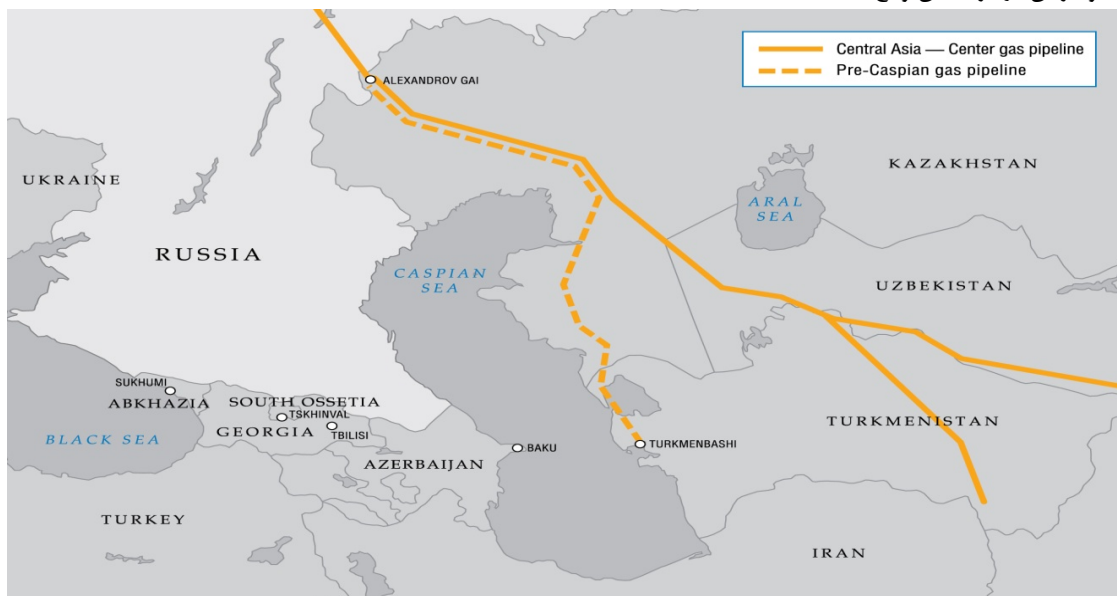 Central Asia — Center gas pipeline
Pre-Caspian gas pipeline
ALEXANDROV GAI
KAZAKHSTAN
UKRAINE
ARAL
SEA
RUSSIA
CASPIAN
SEA
UZBEKISTAN
SUKHUMI
ABKHAZIA
SOUTH OSSETIA
TSKHINVAL
GEORGIA
TBILISI
TURKMENISTAN
BLACK SEA
BAKU
TURKMENBASHI
AZERBAIJAN
TURKEY
IRAN